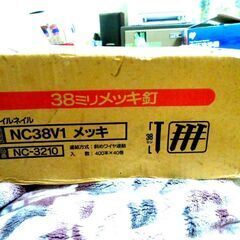 38ミリメッキ釘
イルネイル
NC38V1 メッキ
NC-3210
連結方式:斜めワイヤ連結
入数:400本×40巻
38
L